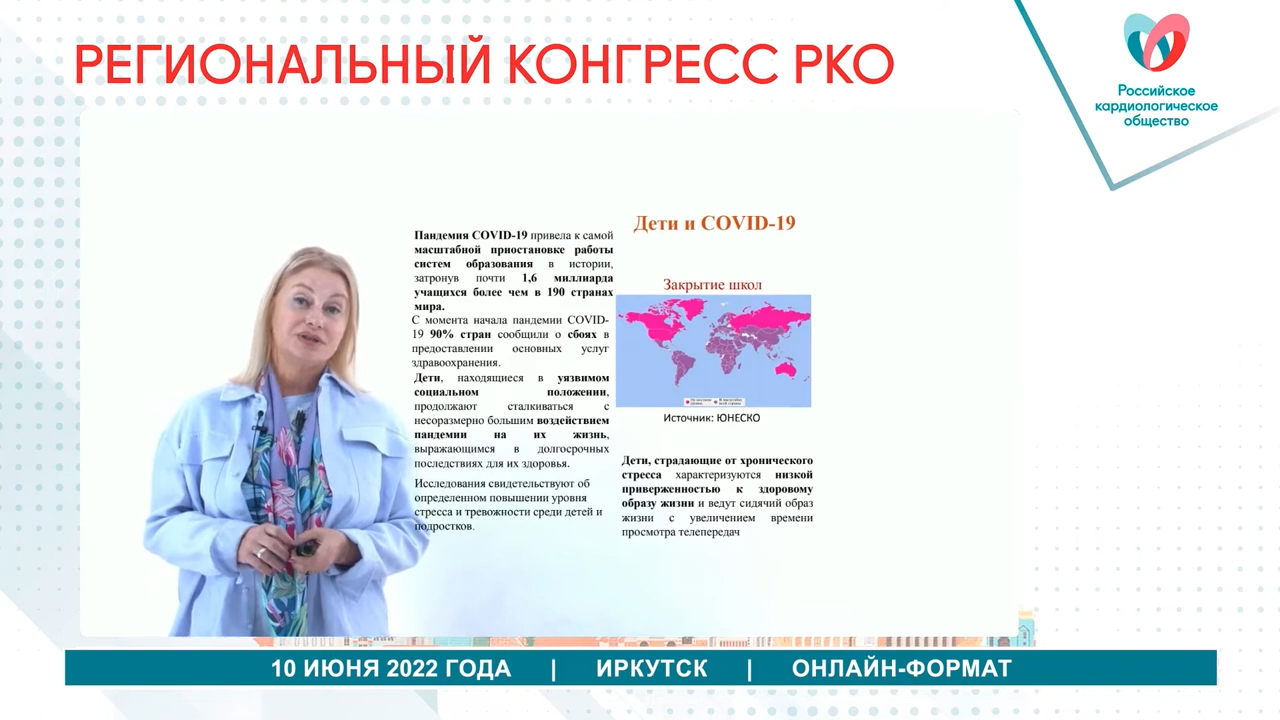 РЕГИОНАЛЬНЫЙ КОНГРЕСС РКО
Российское
кардиологическое
общество
Дети и COVID-19
Пандемия COVID-19 привела к самой
масштабной приостановке работы
систем образования в истории,
затронув почти 1,6 миллиарда
учащихся более чем в 190 странах
мира.
С момента начала пандемии COVID-
19 90% стран сообщили о сбоях в
предоставлении основных услуг
здравоохранения.
Дети, находящиеся в уязвимом
социальном положении,
продолжают сталкиваться с
несоразмерно большим воздействием
пандемии на их жизнь,
выражающимся в долгосрочных
последствиях для их здоровья.
Исследования свидетельствуют об
определенном повышении уровня
стресса и тревожности среди детей и
подростков.
Закрытие школ
Источник: ЮНЕСКО
Дети, страдающие от хронического
стресса характеризуются низкой
приверженностью к здоровому
образу жизни и ведут сидячий образ
жизни с увеличением времени
просмотра телепередач
10 ИЮНЯ 2022 ГОДА | ИРКУТСК | ОНЛАЙН-ФОРМАТ